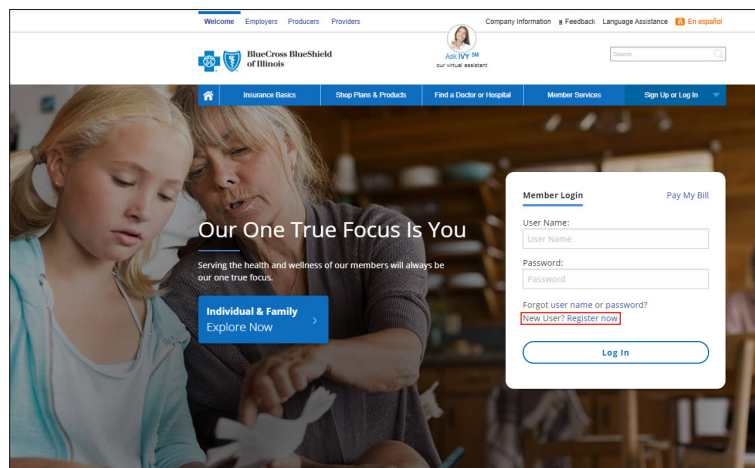 Welcome Employers Producers Providers
Company Information Feedback Language Assistance En español
BlueCross BlueShield
of Illinois
Ask IVY SM
our virtual assistant
Search
Insurance Basics Shop Plans & Products Find a Doctor or Hospital Member Services Sign Up or Log In
Our One True Focus Is You
Serving the health and wellness of our members will always be
our one true focus.
Individual & Family
Explore Now
Member Login Pay My Bill
User Name:
User Name
Password:
Password
Forgot user name or password?
New User? Register now
Log In